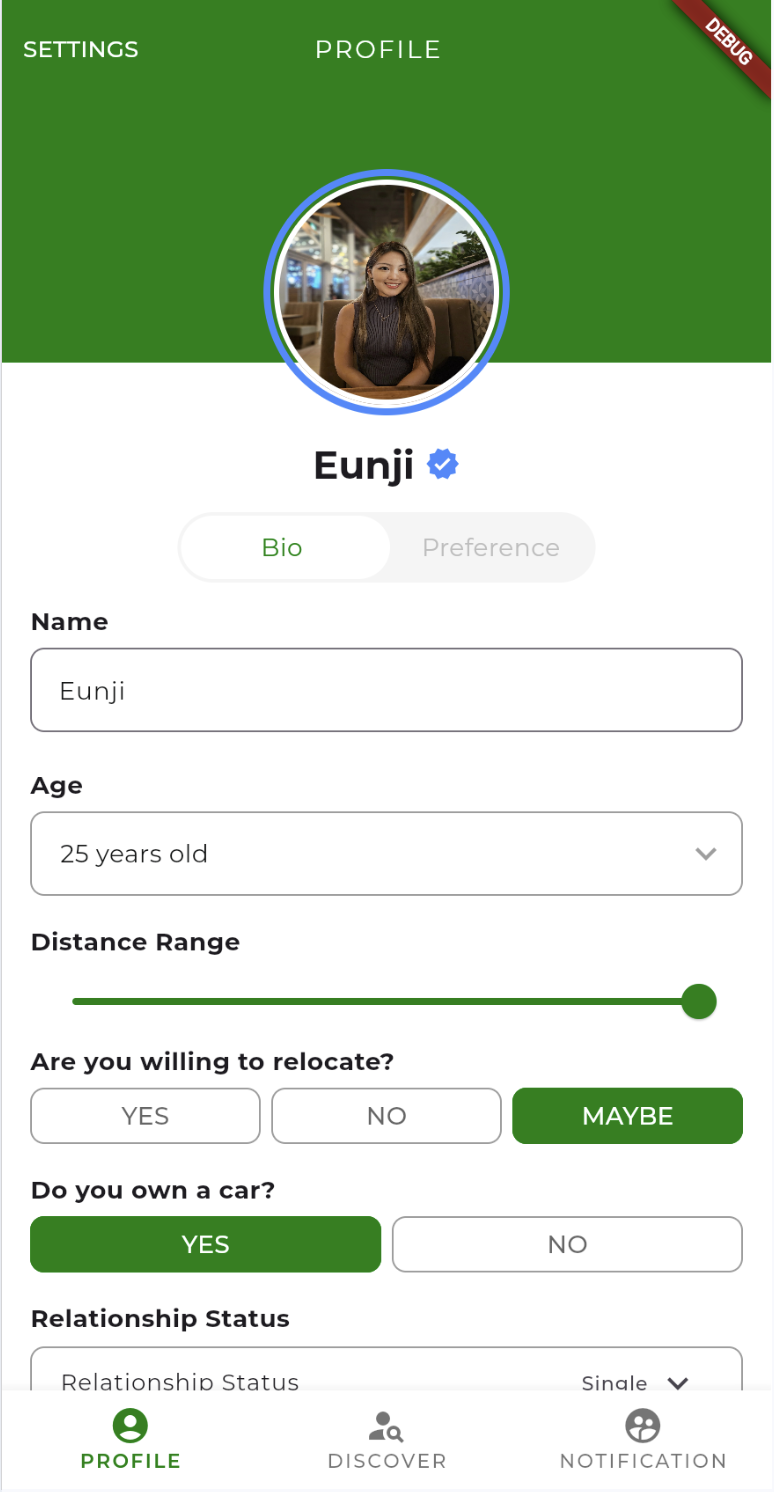 SETTINGS PROFILE DEBUG
Eunji
Bio Preference
Name
Eunji
Age
25 years old
Distance Range
Are you willing to relocate?
YES NO MAYBE
Do you own a car?
YES NO
Relationship Status
Relationship Status Single
PROFILE DISCOVER NOTIFICATION